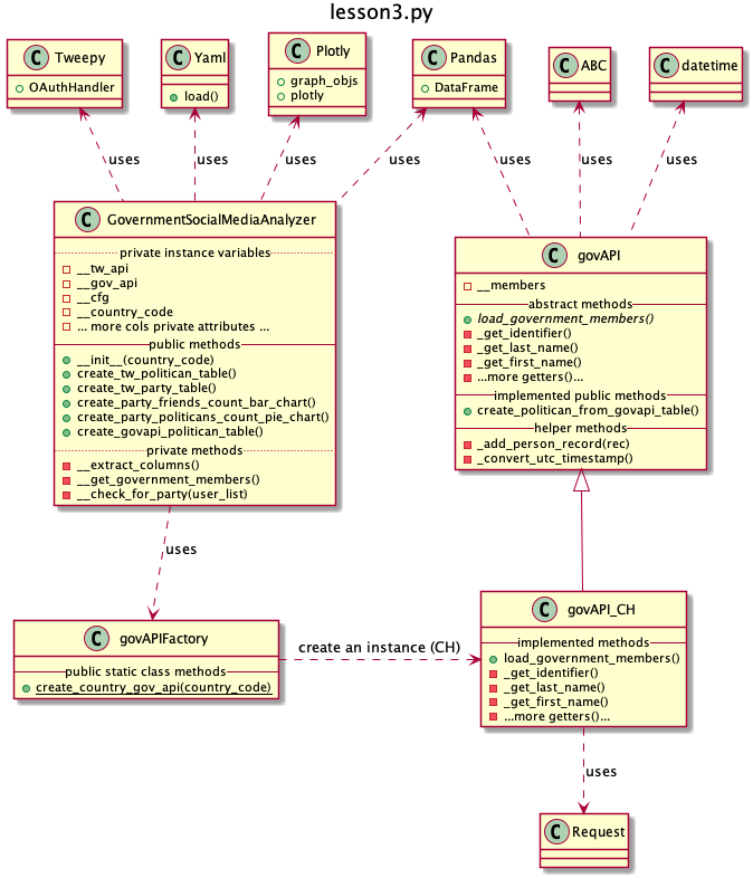 lesson3.py
C Tweepy
OAuthHandler
C Yaml
load()
C Plotly
graph_objs
plotly
C Pandas
DataFrame
C ABC
C datetime
uses
uses
uses
uses
uses
uses
uses
C GovernmentSocialMediaAnalyzer
private instance variables
__tw_api
__gov_api
__cfg
__country_code
... more cols private attributes ...
public methods
__init__(country_code)
create_tw_politican_table()
create_tw_party_table()
create_party_friends_count_bar_chart()
create_party_politicans_count_pie_chart()
create_govapi_politican_table()
private methods
__extract_columns()
__get_government_members()
__check_for_party(user_list)
C govAPI
__members
abstract methods
load_government_members()
_get_identifier()
_get_last_name()
_get_first_name()
...more getters()...
implemented public methods
create_politican_from_govapi_table()
helper methods
_add_person_record(rec)
_convert_utc_timestamp()
uses
C govAPIFactory
public static class methods
create_country_gov_api(country_code)
create an instance (CH)
C govAPI_CH
implemented methods
load_government_members()
_get_identifier()
_get_last_name()
_get_first_name()
...more getters()...
uses
C Request